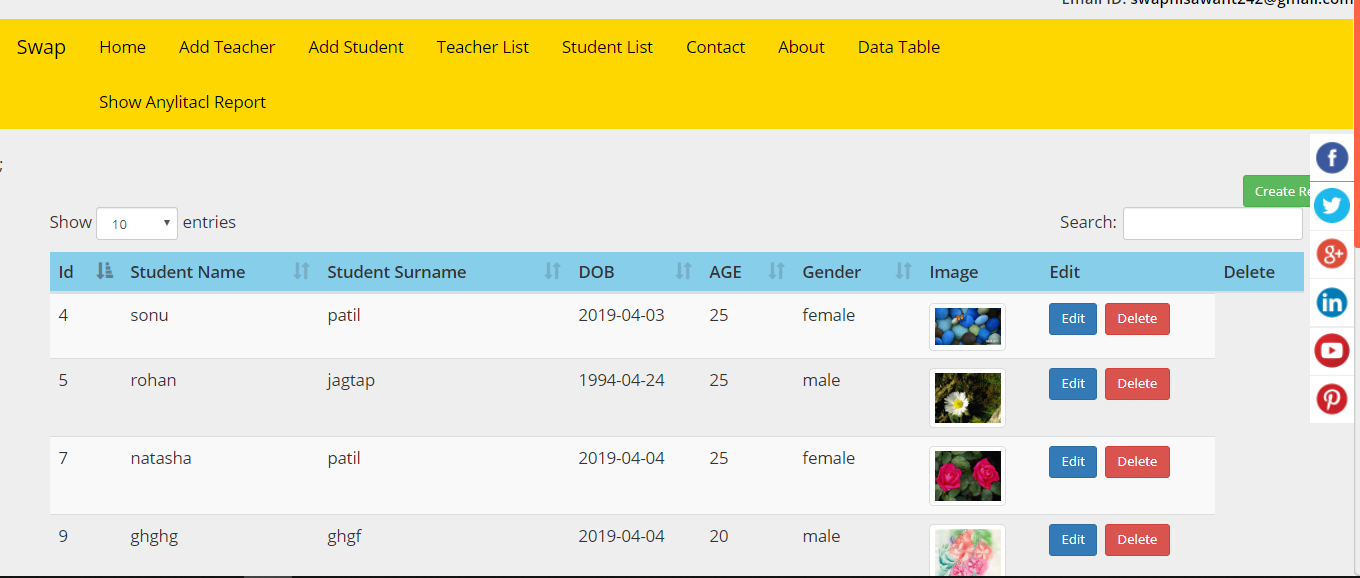 Email ID: swapnilsawant242@gmail.com
Swap Home Add Teacher Add Student Teacher List Student List Contact About Data Table
Show Anylitacl Report
;
Create Re
Show 10 entries Search:
Id Student Name Student Surname DOB AGE Gender Image Edit Delete
4 sonu patil 2019-04-03 25 female Edit Delete
5 rohan jagtap 1994-04-24 25 male Edit Delete
7 natasha patil 2019-04-04 25 female Edit Delete
9 ghghg ghgf 2019-04-04 20 male Edit Delete